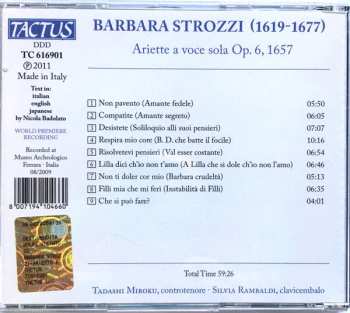 TACTUS
DDD
TC 616901
Ⓟ 2011
Made in Italy
Text in:
italian
english
japanese
by Nicola Badolato
WORLD PREMIERE
RECORDING
Recorded at
Museo Archeologico
Ferrara - Italia
08/2009
8 007194 104660
BARBARA STROZZI (1619-1677)
Ariette a voce sola Op. 6, 1657
1 Non pavento (Amante fedele) 05:50
2 Compatite (Amante segreto) 06:05
3 Desistete (Soliloquio alli suoi pensieri) 07:07
4 Respira mio core (B. D. che batte il focile) 06:10
5 Risolvetevi pensieri (Val esser costante) 06:54
6 Lilla dici ch'io non t'amo (A Lilla che si dole ch'io non l'amo) 06:46
7 Non ti doler cor mio (Barbara crudeltà) 05:13
8 Filli mia che mi feri (Instabilità di Filli) 06:35
9 Che si può fare? 09:01
Total Time 59:26
TADASHI MIROKU, controtenore - SILVIA RAMBALDI, clavicembalo